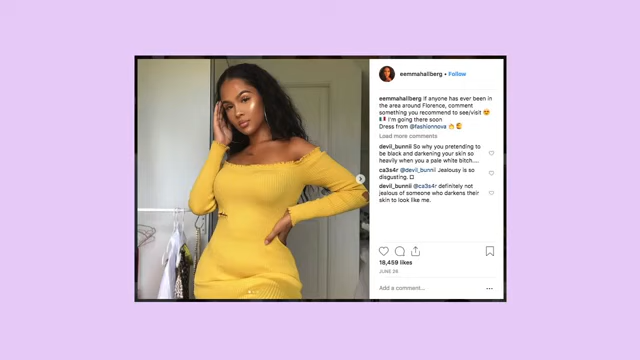 eemmahallberg • Follow
eemmahallberg If anyone has ever been in
the area around Florence, comment
something you recommend to see/visit 😍
🇮🇹 I'm going there soon
Dress from @fashionnova
Load more comments
devil_bunnii So why you pretending to
be black and darkening your skin so
heavily when you a pale white bitch....
ca3s4r @devil_bunnii Jealousy is so
disgusting. □
devil_bunnii @ca3s4r definitely not
jealous of someone who darkens their
skin to look like me.
18,459 likes
JUNE 26
Add a comment...